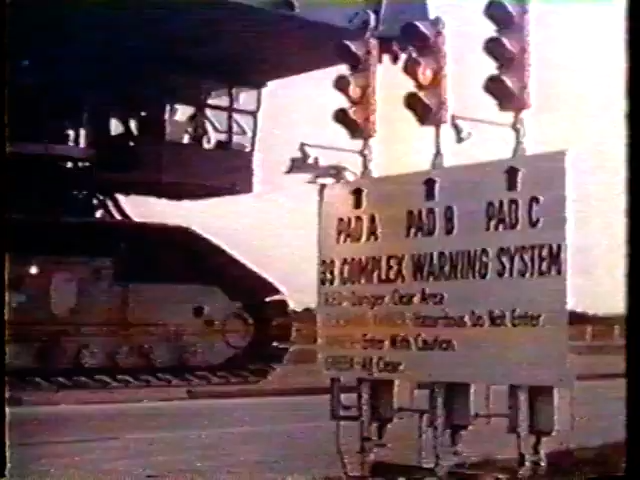 PAD A PAD B PAD C
39 COMPLEX WARNING SYSTEM
RED-Danger. Clear Area
Hazardous Do Not Enter
Enter With Caution.
GREEN-All Clear.